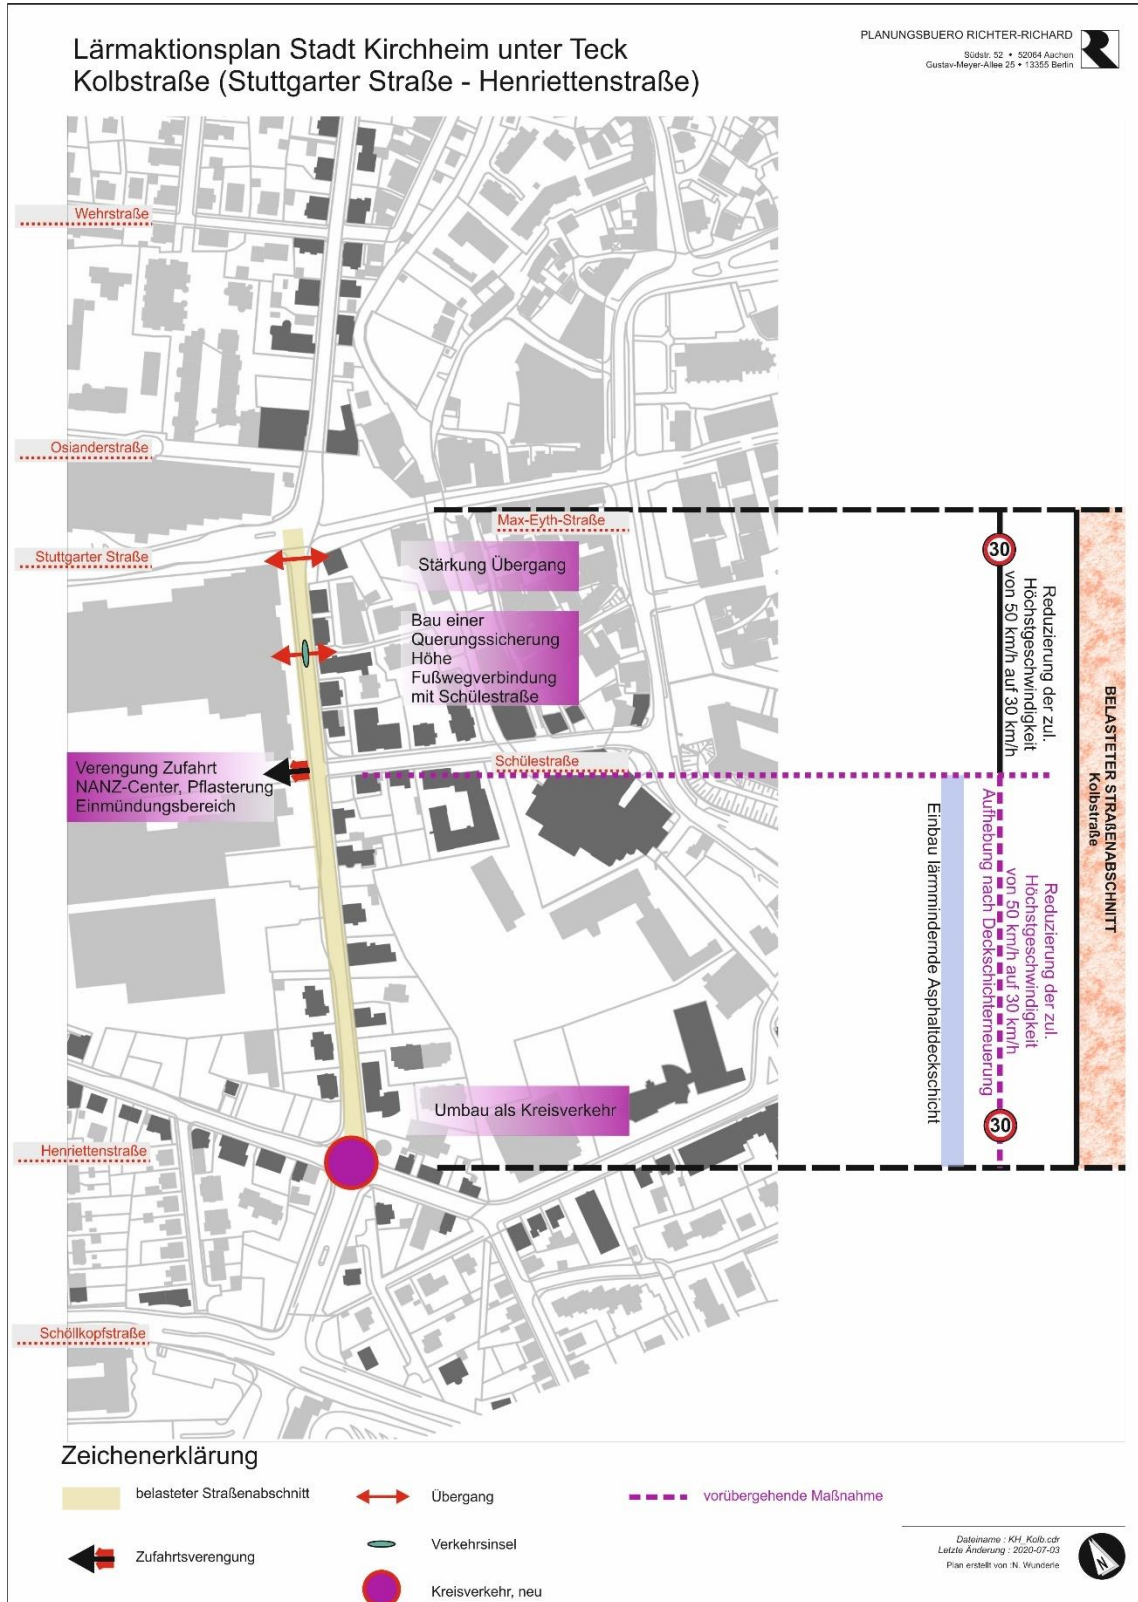 Lärmaktionsplan Stadt Kirchheim unter Teck
Kolbstraße (Stuttgarter Straße - Henriettenstraße)
PLANUNGSBUERO RICHTER-RICHARD
Südstr. 52 • 52064 Aachen
Gustav-Meyer-Allee 25 • 13355 Berlin
Wehrstraße
Osianderstraße
Max-Eyth-Straße
Stuttgarter Straße
Stärkung Übergang
Bau einer
Querungssicherung
Höhe
Fußwegverbindung
mit Schülestraße
Schülestraße
Verengung Zufahrt
NANZ-Center, Pflasterung
Einmündungsbereich
Umbau als Kreisverkehr
Henriettenstraße
Schöllkopfstraße
30
Reduzierung der zul.
Höchstgeschwindigkeit
von 50 km/h auf 30 km/h
BELASTETER STRAßENABSCHNITT
Kolbstraße
Reduzierung der zul.
Höchstgeschwindigkeit
von 50 km/h auf 30 km/h
Aufhebung nach Deckschichterneuerung
Einbau lärmmindernde Asphaltdeckschicht
30
Zeichenerklärung
belasteter Straßenabschnitt
Übergang
vorübergehende Maßnahme
Zufahrtsverengung
Verkehrsinsel
Kreisverkehr, neu
Dateiname : KH_Kolb.cdr
Letzte Änderung : 2020-07-03
Plan erstellt von :N. Wunderle
N